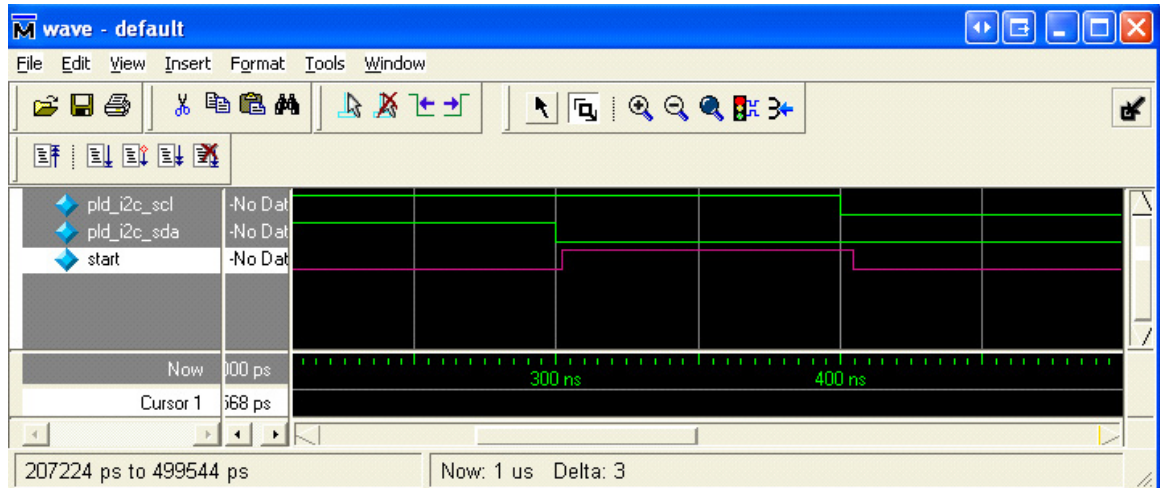 wave - default
File Edit View Insert Format Tools Window
pld_i2c_scl -No Dat
pld_i2c_sda -No Dat
start -No Dat
Now 000 ps
300 ns 400 ns
Cursor 1 568 ps
207224 ps to 499544 ps Now: 1 us Delta: 3